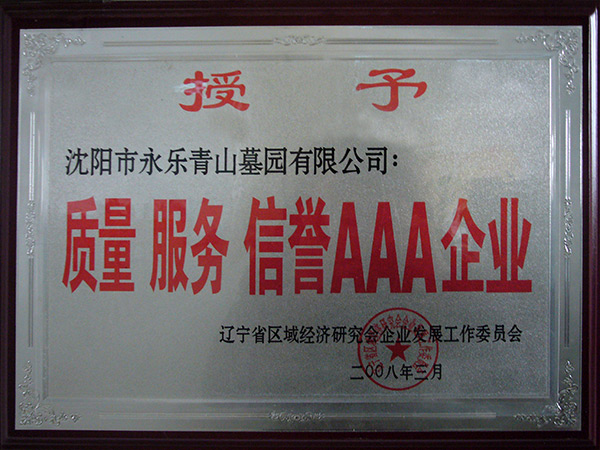 授 予
沈阳市永乐青山墓园有限公司：
质量 服务 信誉AAA企业
辽宁省区域经济研究会企业发展工作委员会
二00八年三月